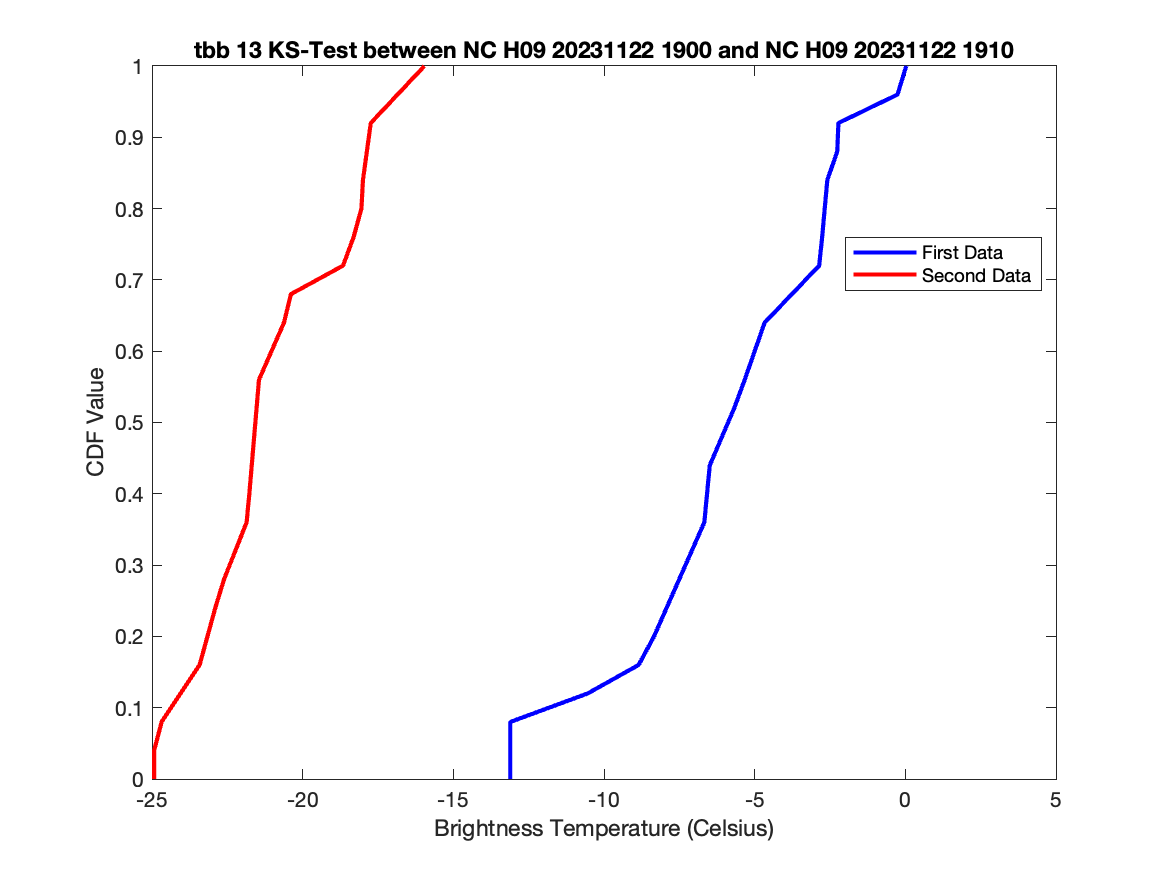 tbb 13 KS-Test between NC H09 20231122 1900 and NC H09 20231122 1910
1
0.9
0.8
0.7
0.6
0.5
0.4
0.3
0.2
0.1
0
CDF Value
First Data
Second Data
-25 -20 -15 -10 -5 0 5
Brightness Temperature (Celsius)